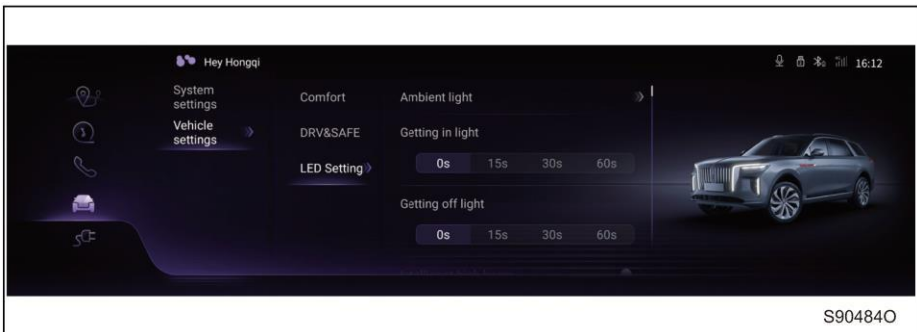 Hey Hongqi
16:12
System
settings
Vehicle
settings
Comfort
DRV&SAFE
LED Setting
Ambient light
Getting in light
0s 15s 30s 60s
Getting off light
0s 15s 30s 60s
S90484O